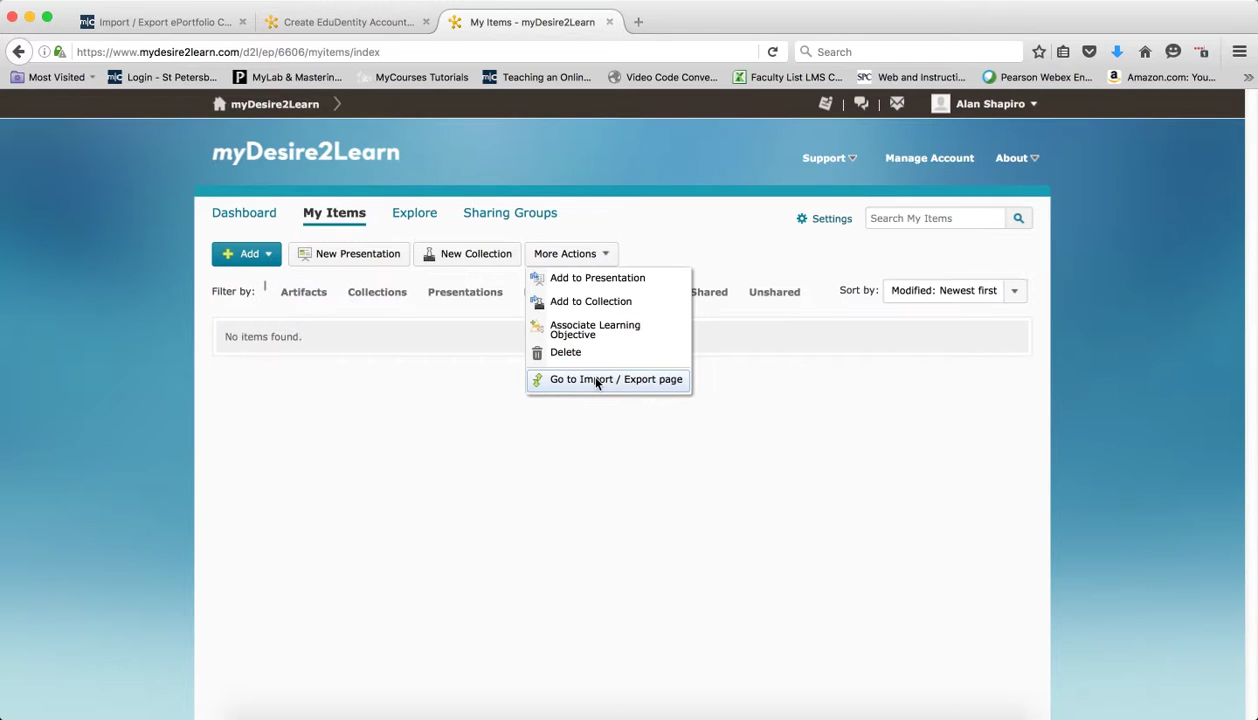 Import / Export ePortfolio C...
Create EduDentity Account...
My Items - myDesire2Learn
https://www.mydesire2learn.com/d2l/ep/6606/myitems/index
Search
Most Visited
Login - St Petersb...
MyLab & Masterin...
MyCourses Tutorials
Teaching an Onlin...
Video Code Conve...
Faculty List LMS C...
SPC
Web and Instructi...
Pearson Webex En...
Amazon.com: You...
myDesire2Learn
Alan Shapiro
myDesire2Learn
Support
Manage Account
About
Dashboard
My Items
Explore
Sharing Groups
Settings
Search My Items
Add
New Presentation
New Collection
More Actions
Filter by:
Artifacts
Collections
Presentations
Shared
Unshared
Sort by:
Modified: Newest first
No items found.
Add to Presentation
Add to Collection
Associate Learning
Objective
Delete
Go to Import / Export page